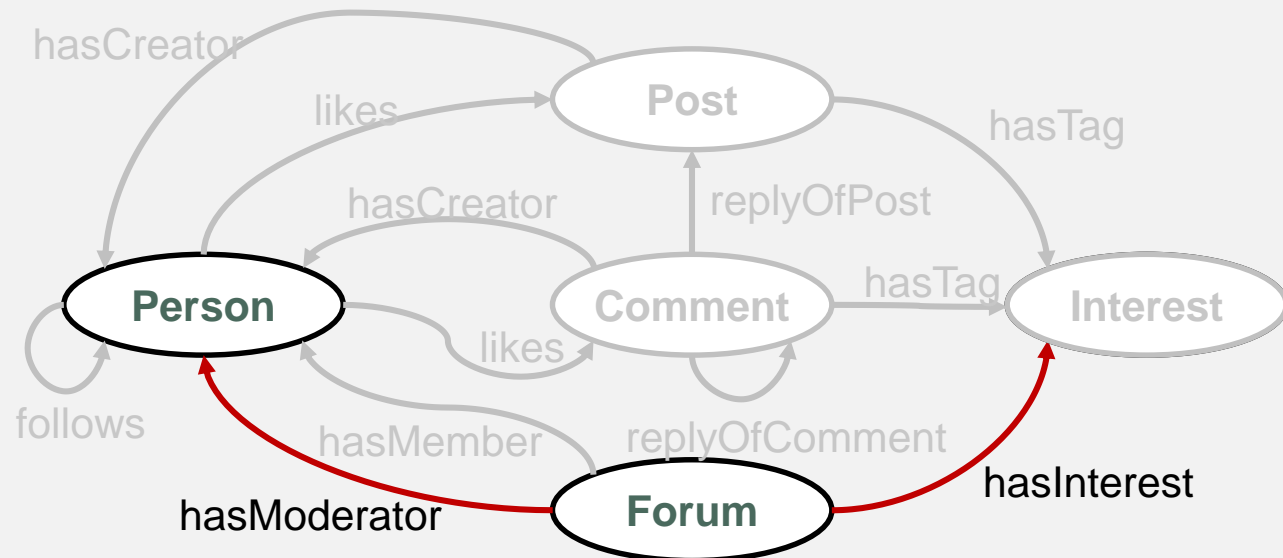 hasCreator
Post
likes
hasTag
hasCreator
replyOfPost
hasTag
Person
Comment
Interest
likes
follows
hasMember
replyOfComment
hasInterest
hasModerator
Forum